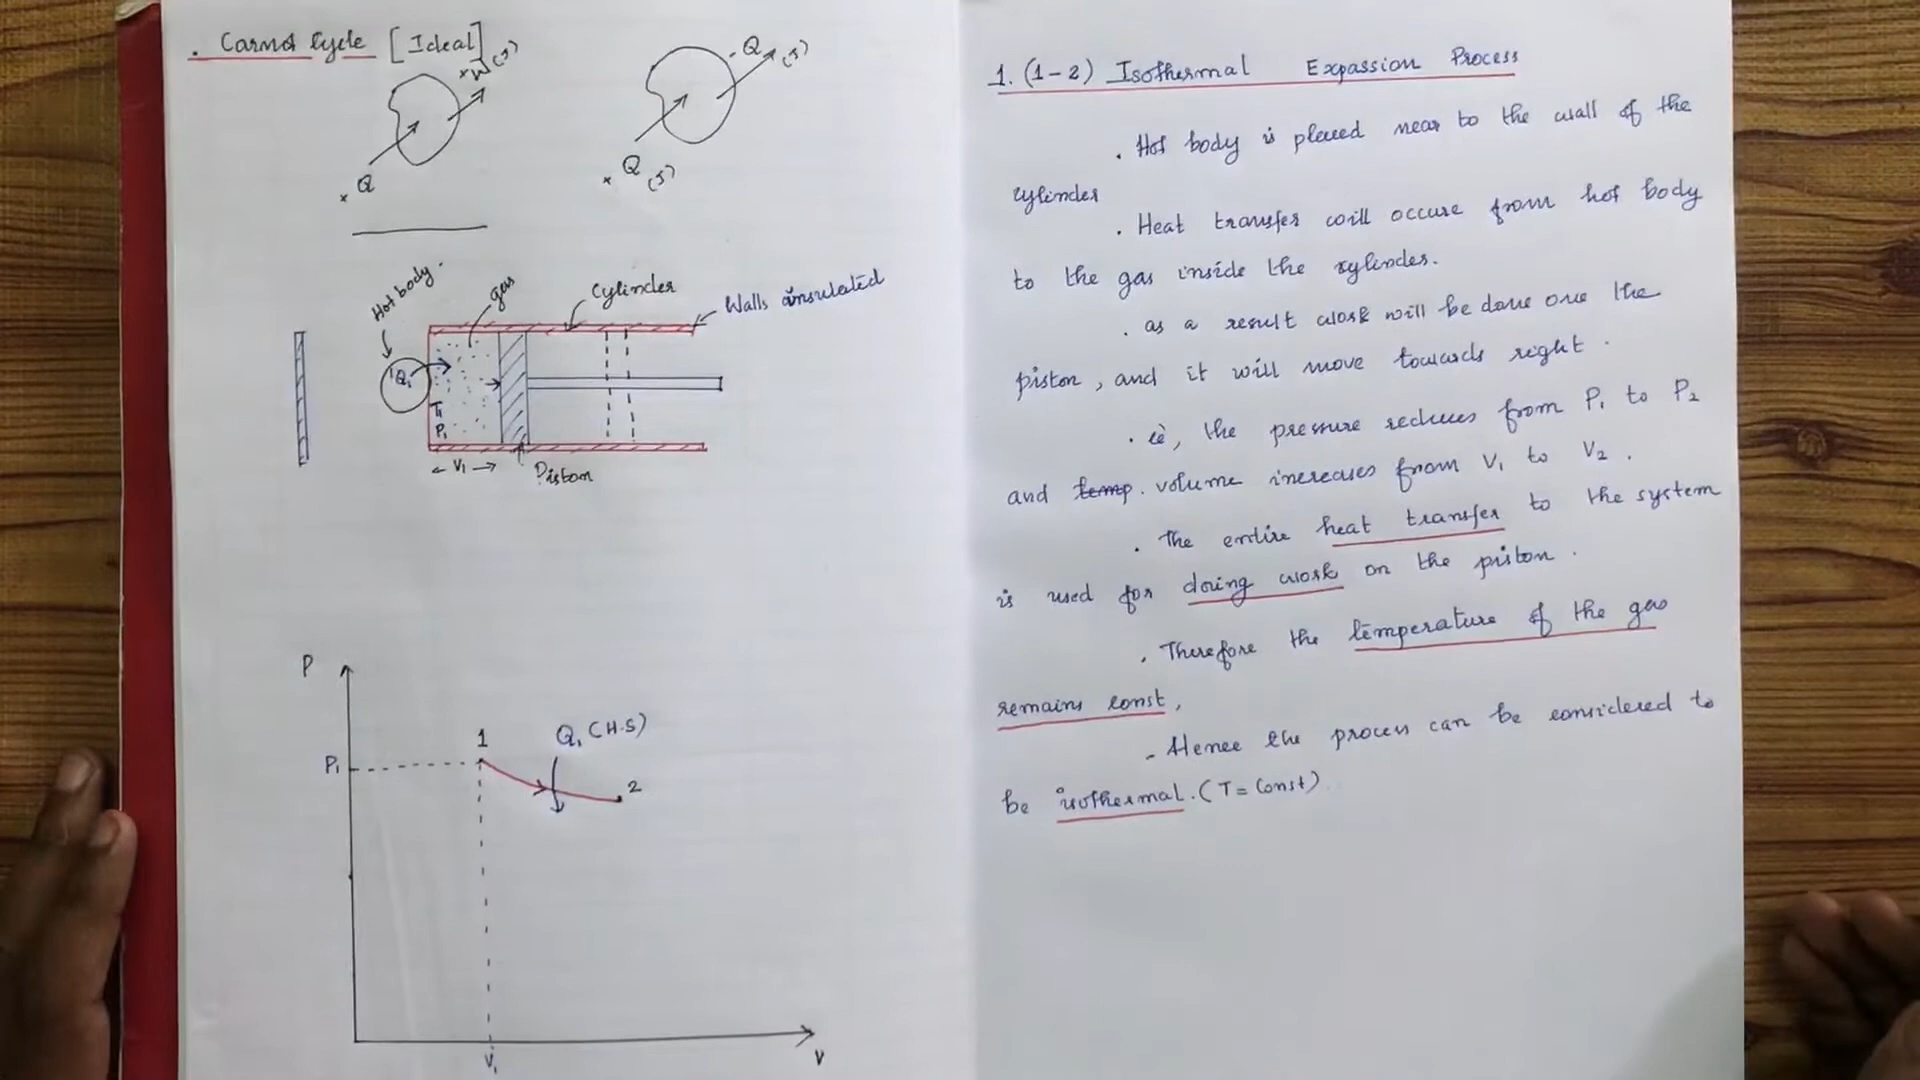 . Carnot Cycle [Ideal]
+W (J)
+ Q
- Q (J)
+ Q (J)
Hot body.
gas
Cylinder
Walls insulated
Q₁
T₁
P₁
← V₁ →
Piston
P
P₁
1
Q₁ (H.S)
2
V₁
V
1. (1-2) Isothermal Expassion Process
. Hot body is placed near to the wall of the
cylinder
. Heat transfer will occure from hot body
to the gas inside the cylinder.
. as a result work will be done one the
piston, and it will move towards right.
. ie, the pressure reduces from P₁ to P₂
and temp. volume increases from V₁ to V₂.
. The entire heat transfer to the system
is used for doing work on the piston.
. Therefore the temperature of the gas
remains const,
- Hence the process can be considered to
be isothermal. (T = Const)